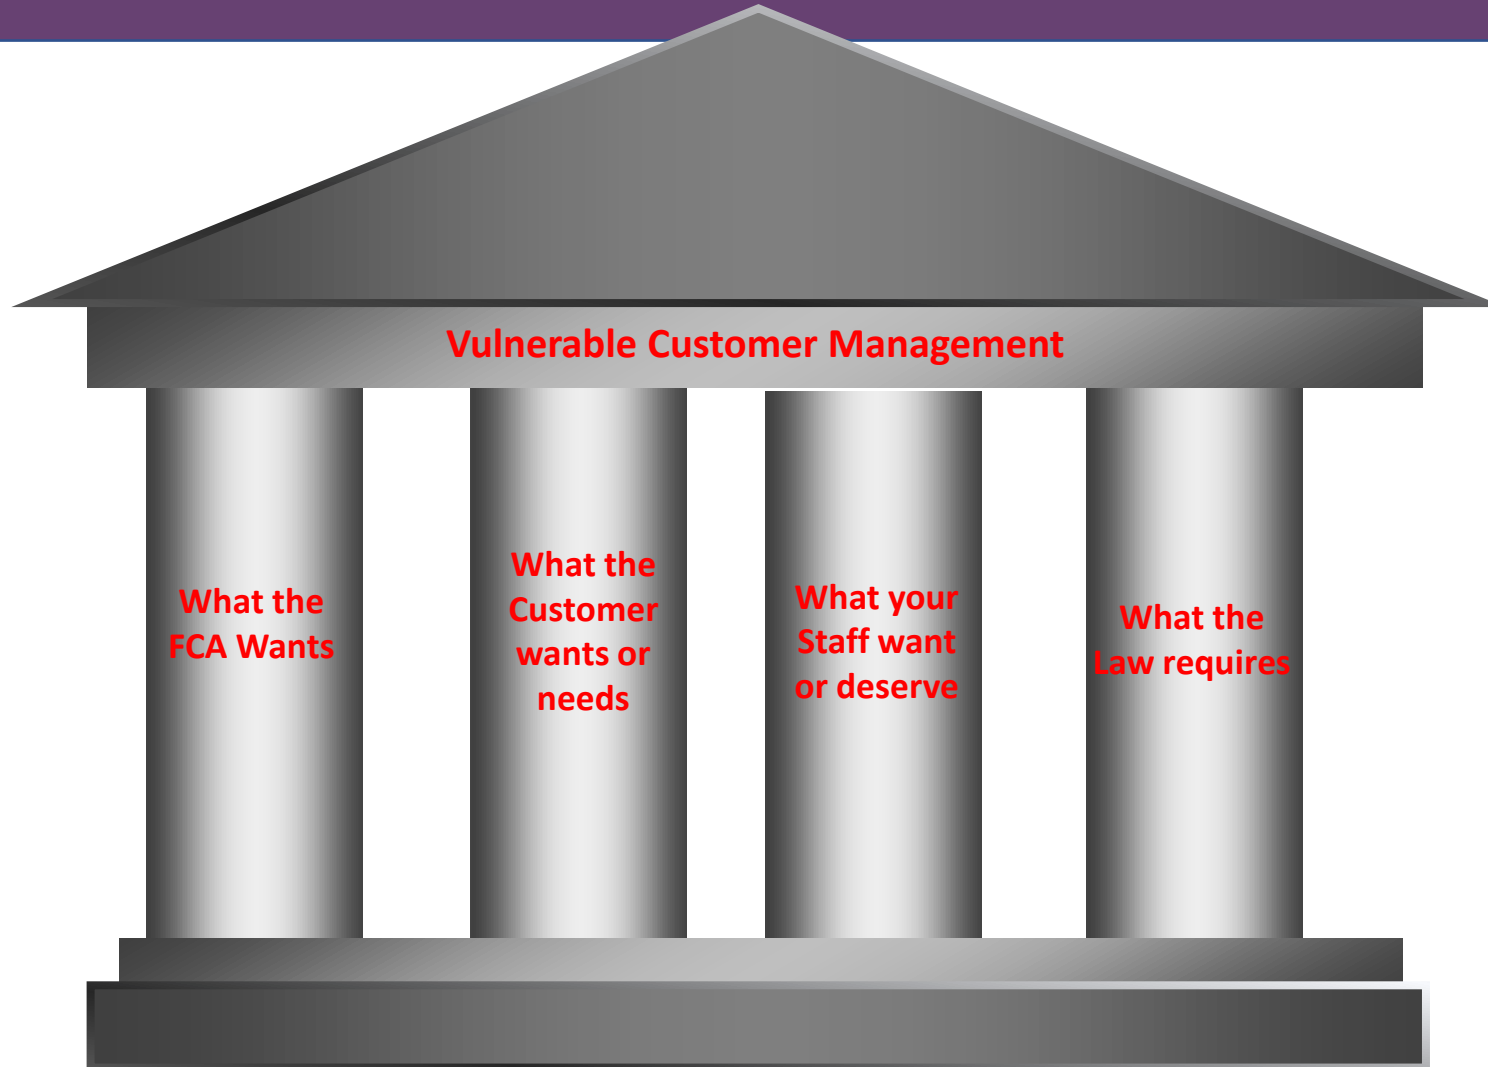 Vulnerable Customer Management
What the
FCA Wants
What the
Customer
wants or
needs
What your
Staff want
or deserve
What the
Law requires